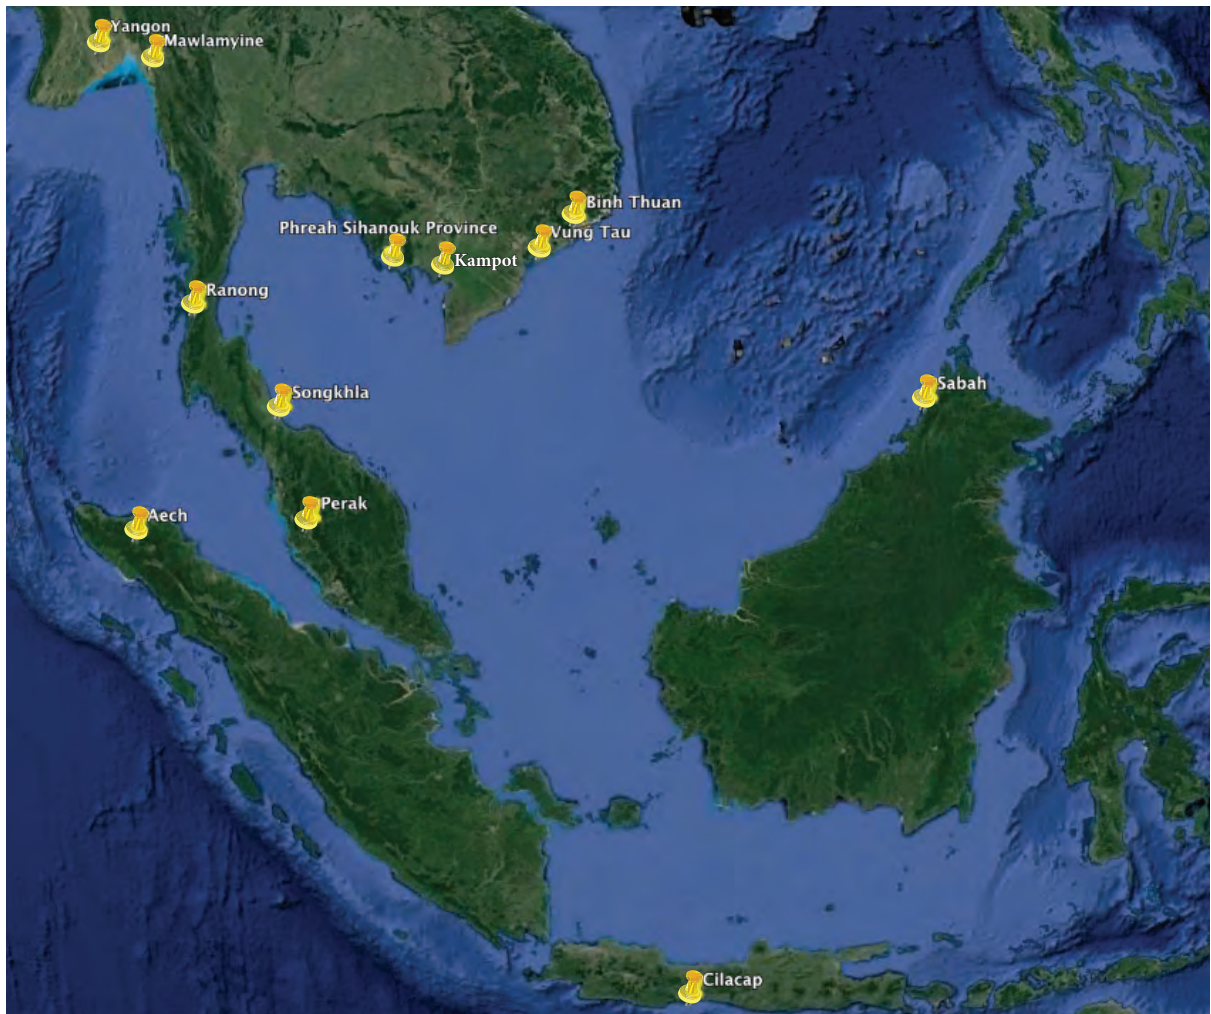 Yangon
Mawlamyine
Binh Thuan
Phreah Sihanouk Province
Vung Tau
Kampot
Ranong
Sabah
Songkhla
Perak
Aech
Cilacap